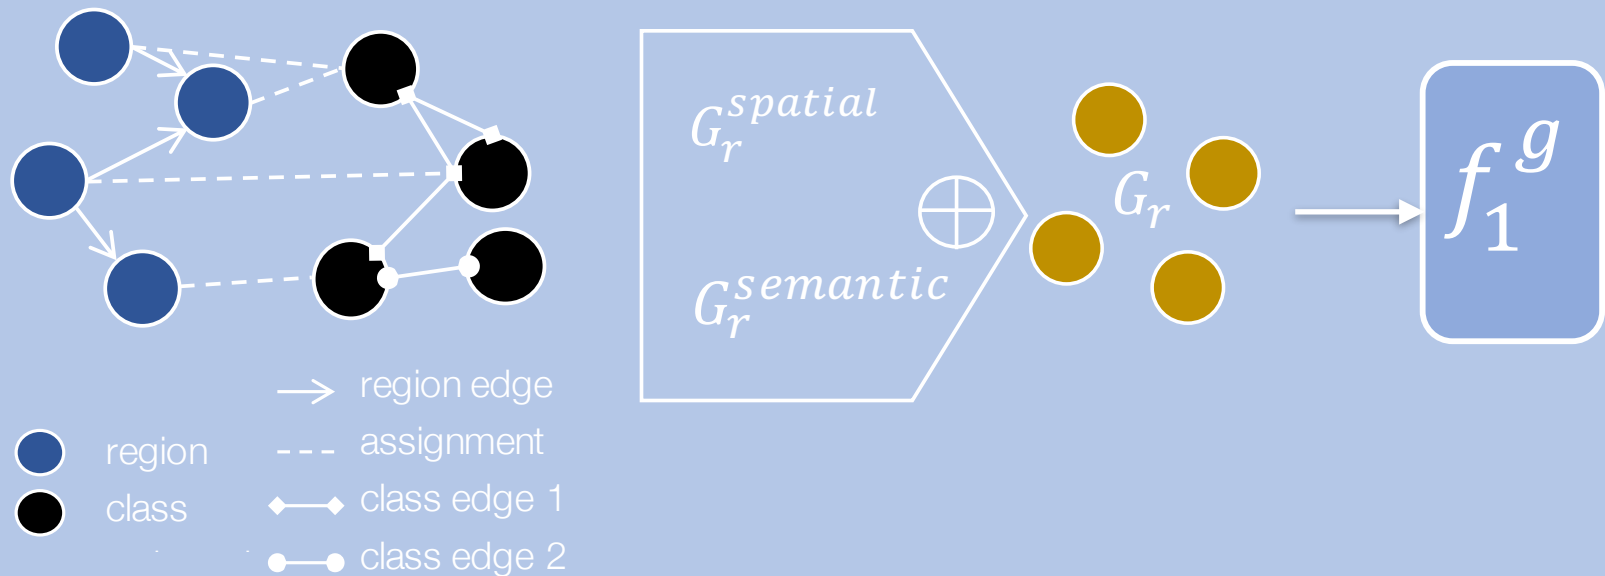 G_r^spatial
⊕
G_r^semantic
G_r
f_1^g
region edge
assignment
class edge 1
class edge 2
region
class